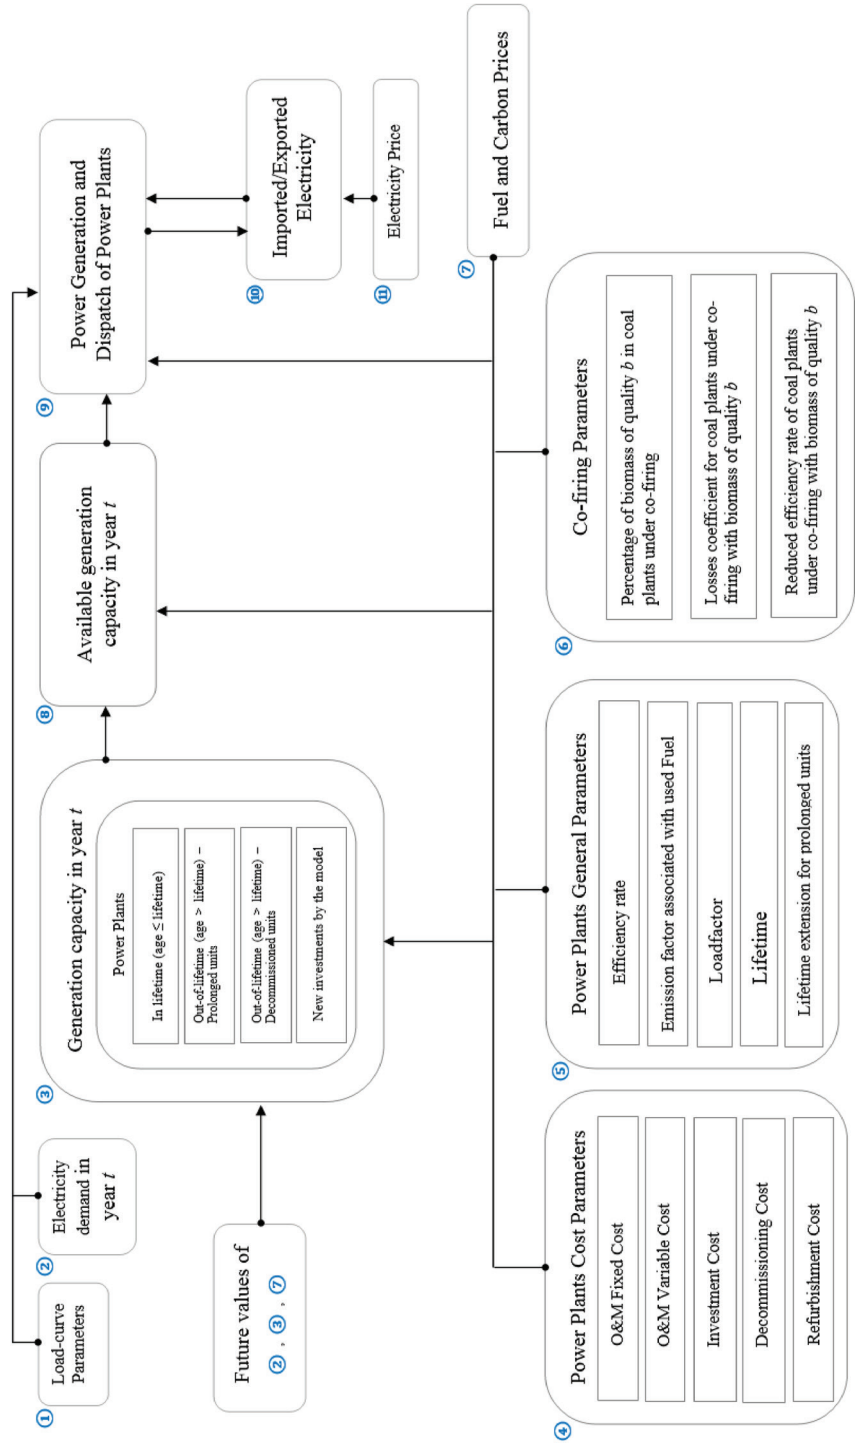 ①
Load-curve
Parameters
②
Electricity
demand in
year t
Future values of
② , ③ , ⑦
③
Generation capacity in year t
Power Plants
In lifetime (age ≤ lifetime)
Out-of-lifetime (age > lifetime) –
Prolonged units
Out-of-lifetime (age > lifetime) –
Decommissioned units
New investments by the model
⑧
Available generation
capacity in year t
⑨
Power Generation and
Dispatch of Power Plants
⑩
Imported/Exported
Electricity
⑪
Electricity Price
⑦
Fuel and Carbon Prices
④
Power Plants Cost Parameters
O&M Fixed Cost
O&M Variable Cost
Investment Cost
Decommissioning Cost
Refurbishment Cost
⑤
Power Plants General Parameters
Efficiency rate
Emission factor associated with used Fuel
Loadfactor
Lifetime
Lifetime extension for prolonged units
⑥
Co-firing Parameters
Percentage of biomass of quality b in coal
plants under co-firing
Losses coefficient for coal plants under co-
firing with biomass of quality b
Reduced efficiency rate of coal plants
under co-firing with biomass of quality b